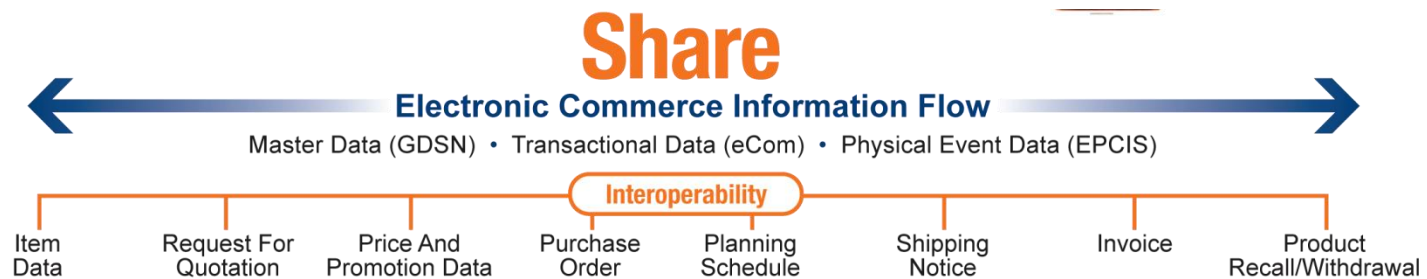 Share
Electronic Commerce Information Flow
Master Data (GDSN) • Transactional Data (eCom) • Physical Event Data (EPCIS)
Interoperability
Item
Data
Request For
Quotation
Price And
Promotion Data
Purchase
Order
Planning
Schedule
Shipping
Notice
Invoice
Product
Recall/Withdrawal